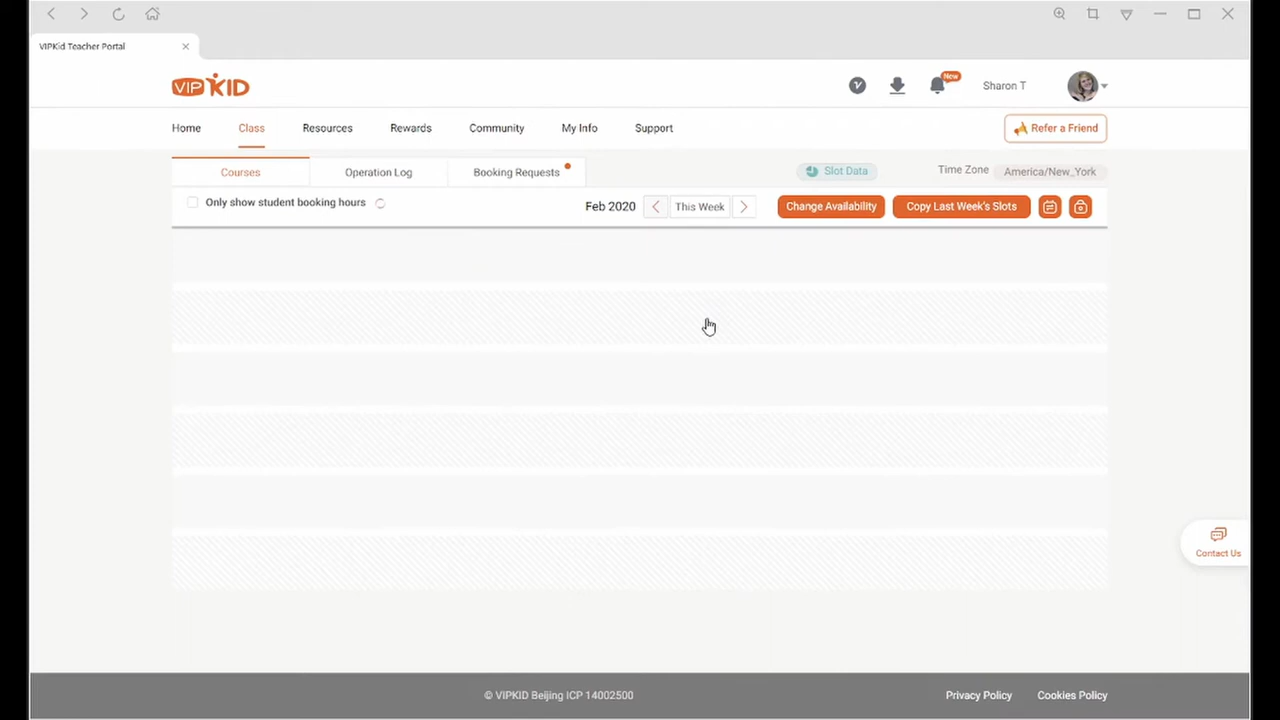 VIPKid Teacher Portal
VIP KID
New
Sharon T
Home Class Resources Rewards Community My Info Support
Refer a Friend
Courses Operation Log Booking Requests
Slot Data
Time Zone America/New_York
Only show student booking hours
Feb 2020
This Week
Change Availability
Copy Last Week's Slots
Contact Us
© VIPKID Beijing ICP 14002500
Privacy Policy Cookies Policy